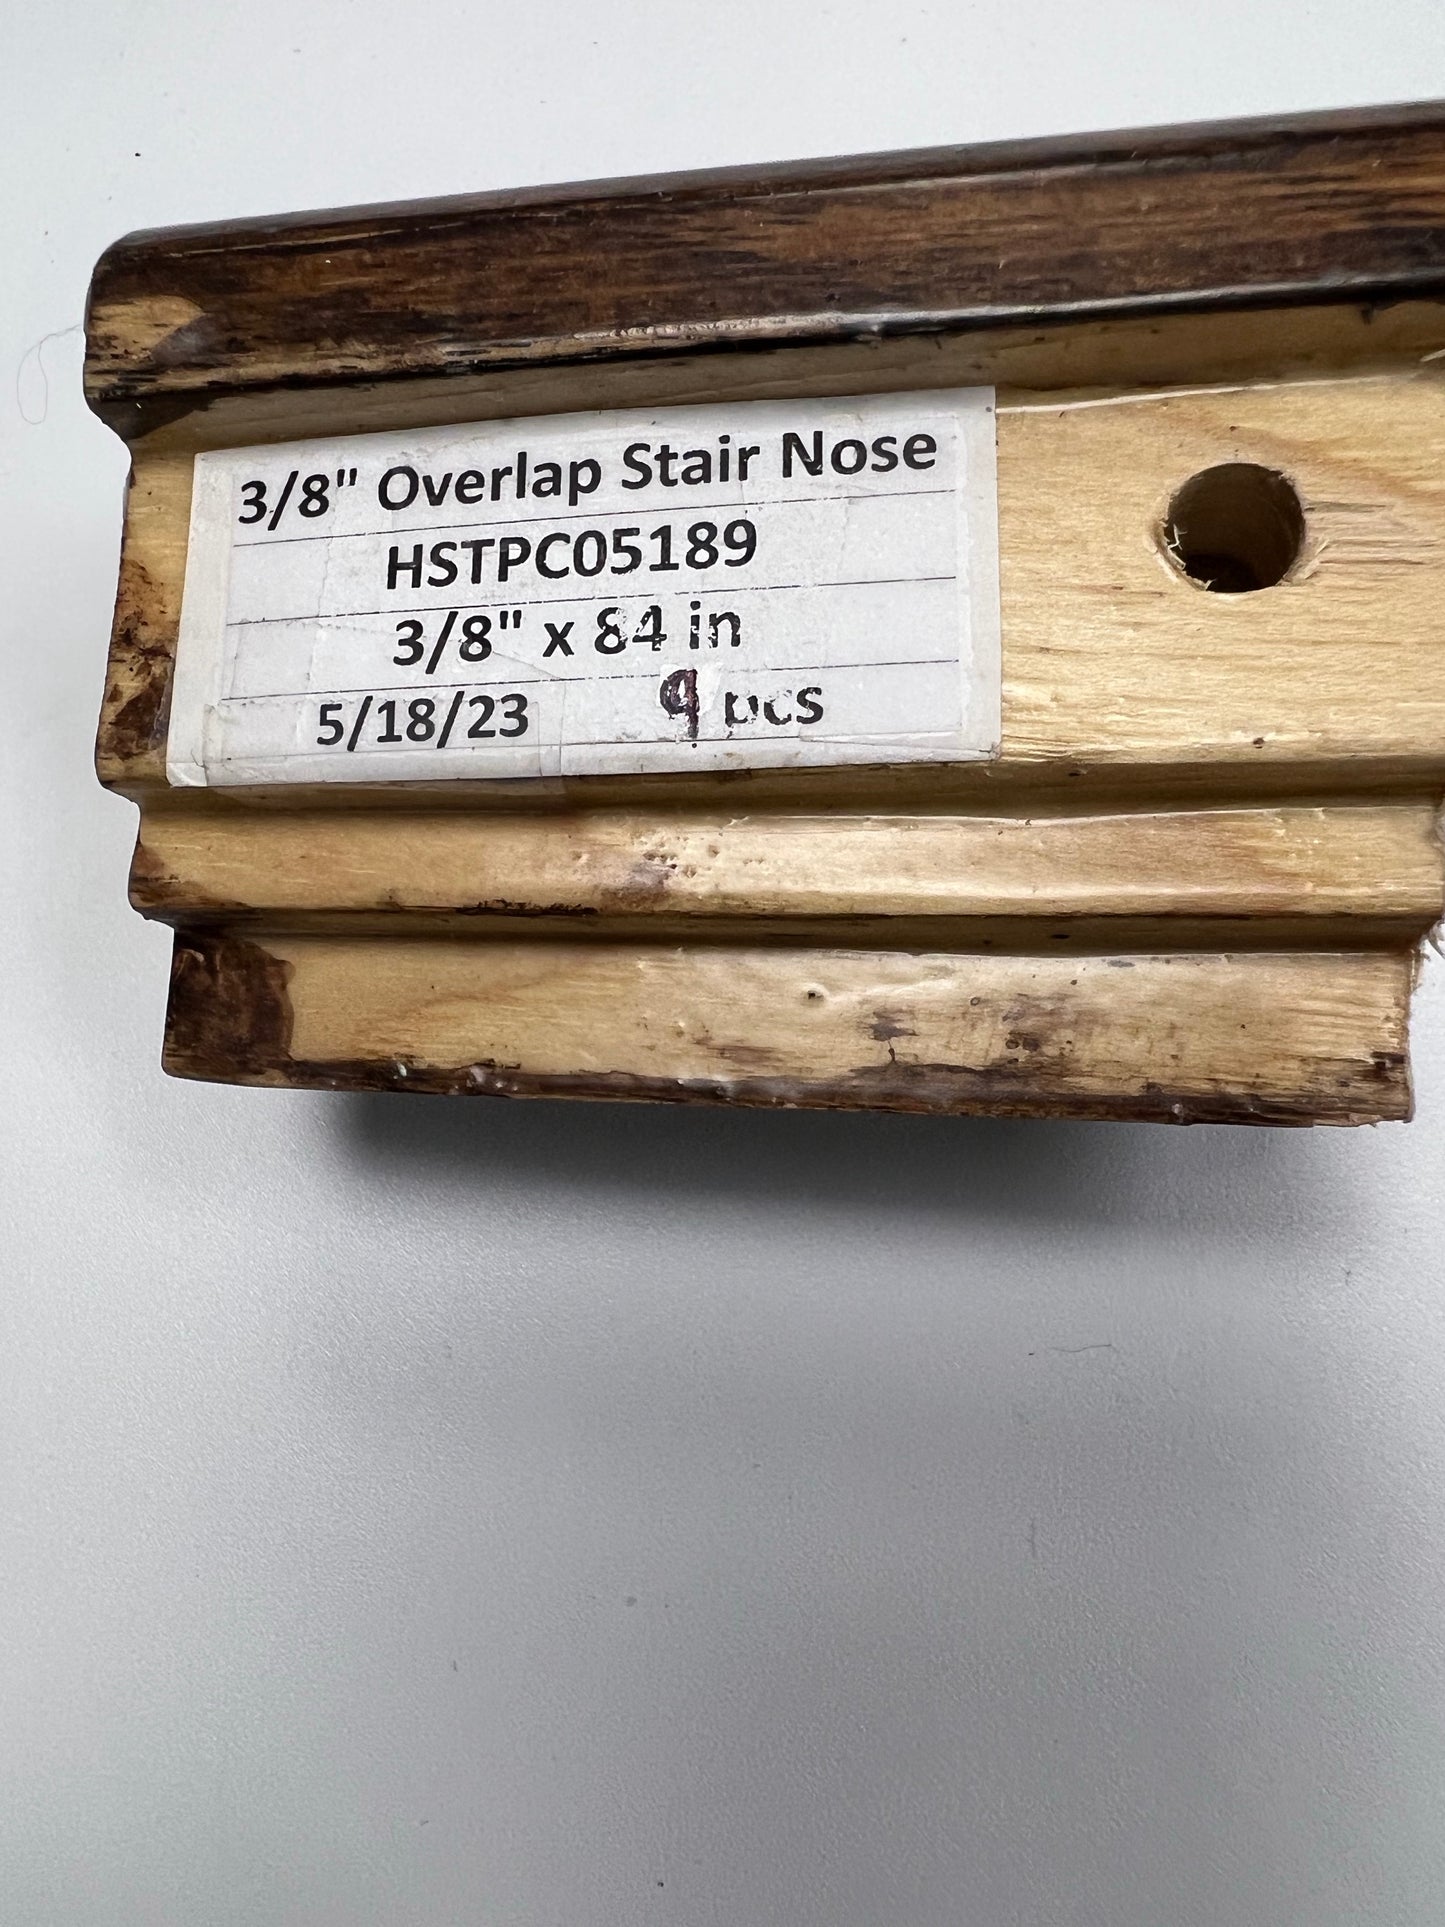 3/8" Overlap Stair Nose
HSTPC05189
3/8" x 84 in
5/18/23 9 pcs